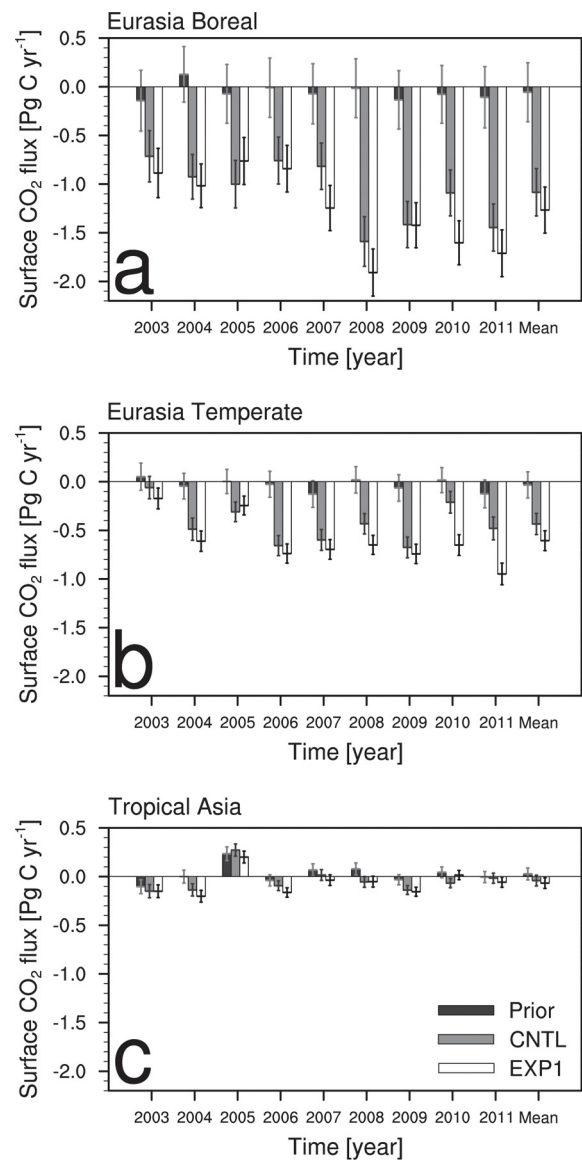 Eurasia Boreal
Surface CO2 flux [Pg C yr-1]
0.5
0.0
-0.5
-1.0
-1.5
-2.0
a
2003 2004 2005 2006 2007 2008 2009 2010 2011 Mean
Time [year]
Eurasia Temperate
Surface CO2 flux [Pg C yr-1]
0.5
0.0
-0.5
-1.0
-1.5
-2.0
b
2003 2004 2005 2006 2007 2008 2009 2010 2011 Mean
Time [year]
Tropical Asia
Surface CO2 flux [Pg C yr-1]
0.5
0.0
-0.5
-1.0
-1.5
-2.0
c
Prior
CNTL
EXP1
2003 2004 2005 2006 2007 2008 2009 2010 2011 Mean
Time [year]